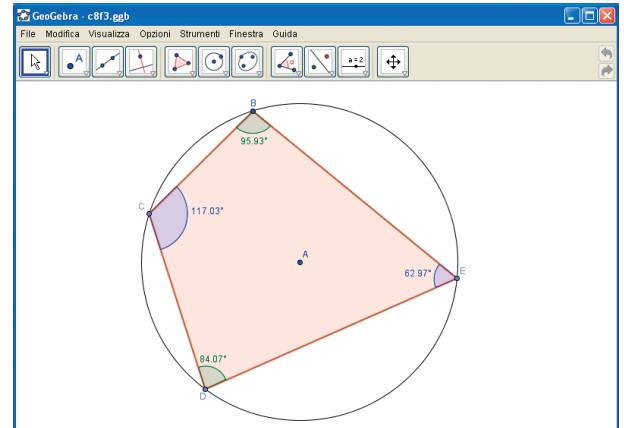 GeoGebra - c8f3.ggb
File Modifica Visualizza Opzioni Strumenti Finestra Guida
A
a=2
B
95.93°
C
117.03°
A
62.97°
E
84.07°
D